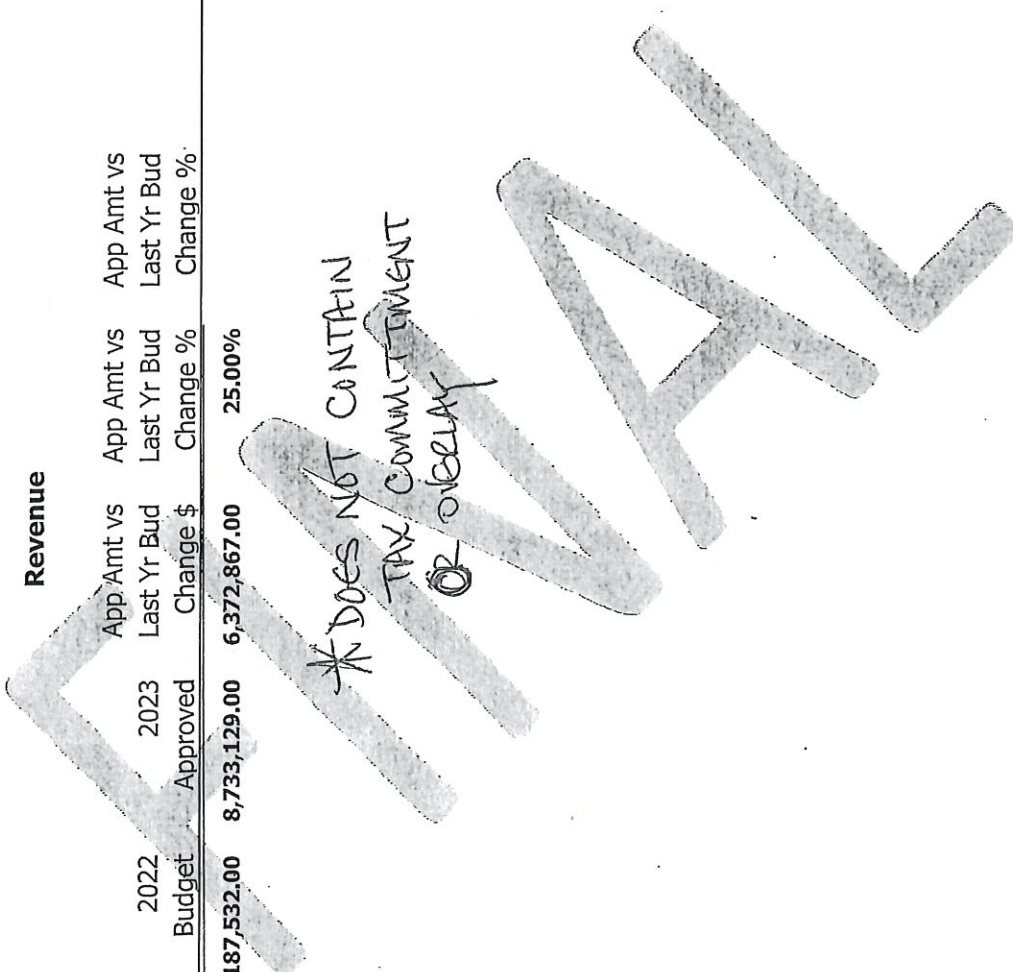 Revenue
App Amt vs App Amt vs App Amt vs
2022 2023 Last Yr Bud Last Yr Bud Last Yr Bud
Budget Approved Change $ Change % Change %
187,532.00 8,733,129.00 6,372,867.00 25.00%
* DOES NOT CONTAIN
TAX COMMITTMENT
OR OVERLAY
FINAL